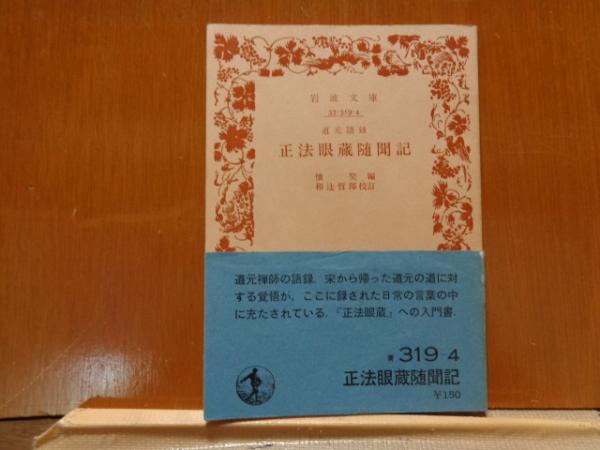 岩波文庫
33-319-4
道元語録
正法眼蔵随聞記
懐奘編
和辻哲郎校訂
道元禅師の語録．宋から帰った道元の道に対
する覚悟が，ここに録された日常の言葉の中
に充たされている．『正法眼蔵』への入門書．
青 319-4
正法眼蔵随聞記
￥150